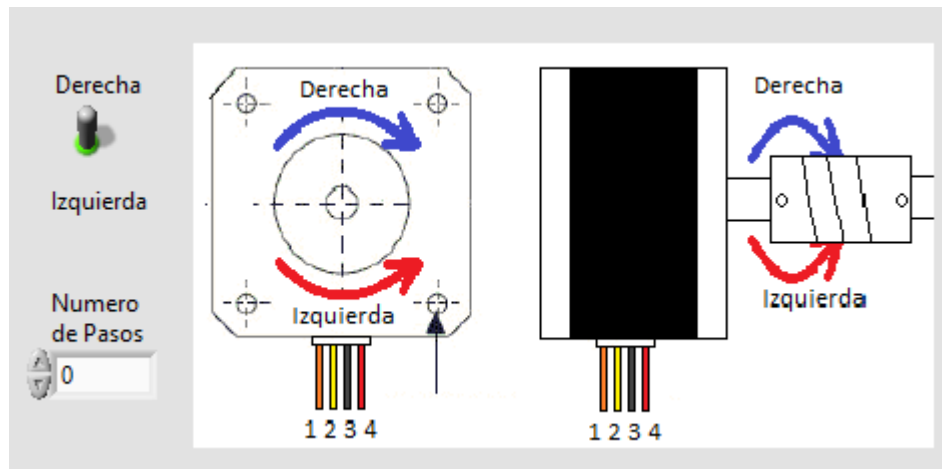 Derecha
Izquierda
Numero
de Pasos
0
Derecha
Izquierda
1 2 3 4
Derecha
Izquierda
1 2 3 4